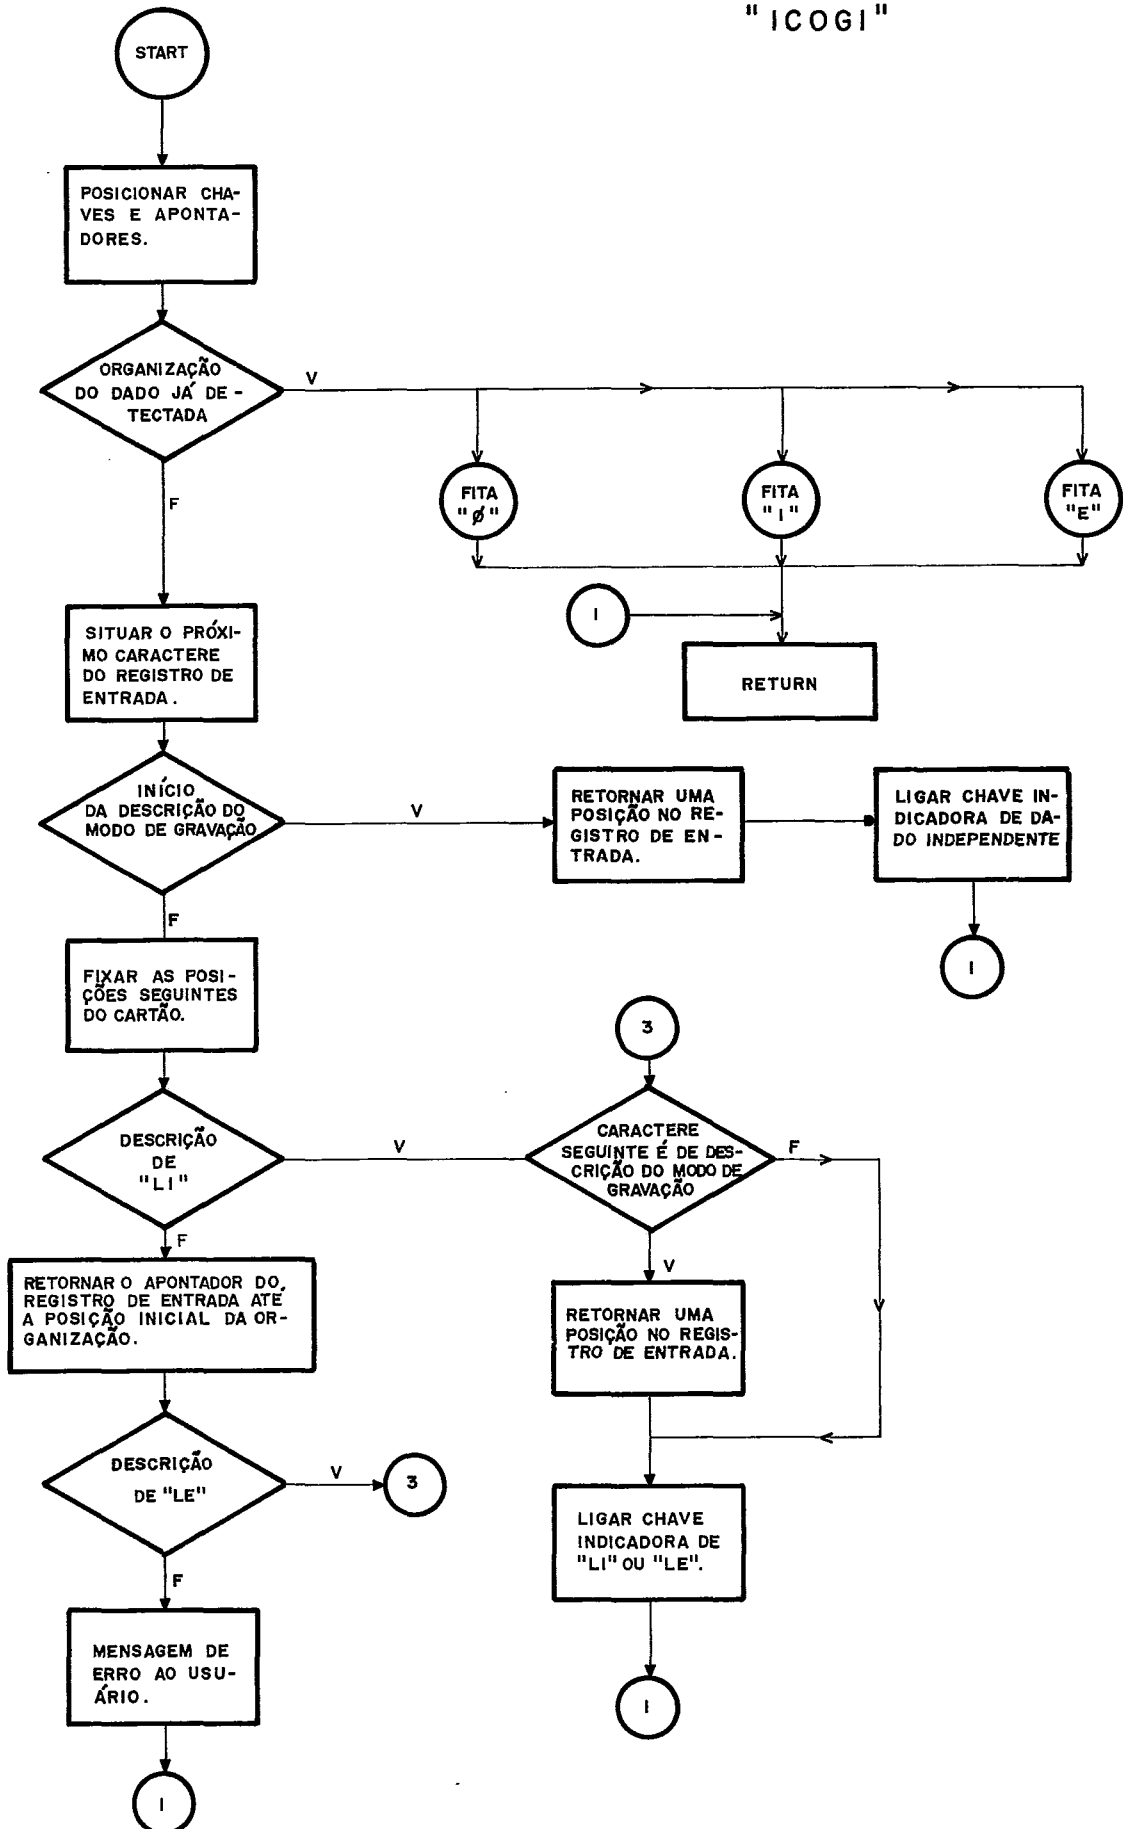 "ICOGI"
START
POSICIONAR CHA-
VES E APONTA-
DORES.
ORGANIZAÇÃO
DO DADO JÁ DE-
TECTADA
V
F
FITA
"Ø"
FITA
"I"
FITA
"E"
I
RETURN
SITUAR O PRÓXI-
MO CARACTERE
DO REGISTRO DE
ENTRADA.
INÍCIO
DA DESCRIÇÃO DO
MODO DE GRAVAÇÃO
V
RETORNAR UMA
POSIÇÃO NO RE-
GISTRO DE EN-
TRADA.
LIGAR CHAVE IN-
DICADORA DE DA-
DO INDEPENDENTE
I
F
FIXAR AS POSI-
ÇÕES SEGUINTES
DO CARTÃO.
3
DESCRIÇÃO
DE
"LI"
V
CARACTERE
SEGUINTE É DE DES-
CRIÇÃO DO MODO DE
GRAVAÇÃO
F
F
V
RETORNAR O APONTADOR DO
REGISTRO DE ENTRADA ATÉ
A POSIÇÃO INICIAL DA OR-
GANIZAÇÃO.
RETORNAR UMA
POSIÇÃO NO REGIS-
TRO DE ENTRADA.
DESCRIÇÃO
DE "LE"
V
3
LIGAR CHAVE
INDICADORA DE
"LI" OU "LE".
F
MENSAGEM DE
ERRO AO USU-
ÁRIO.
I
I